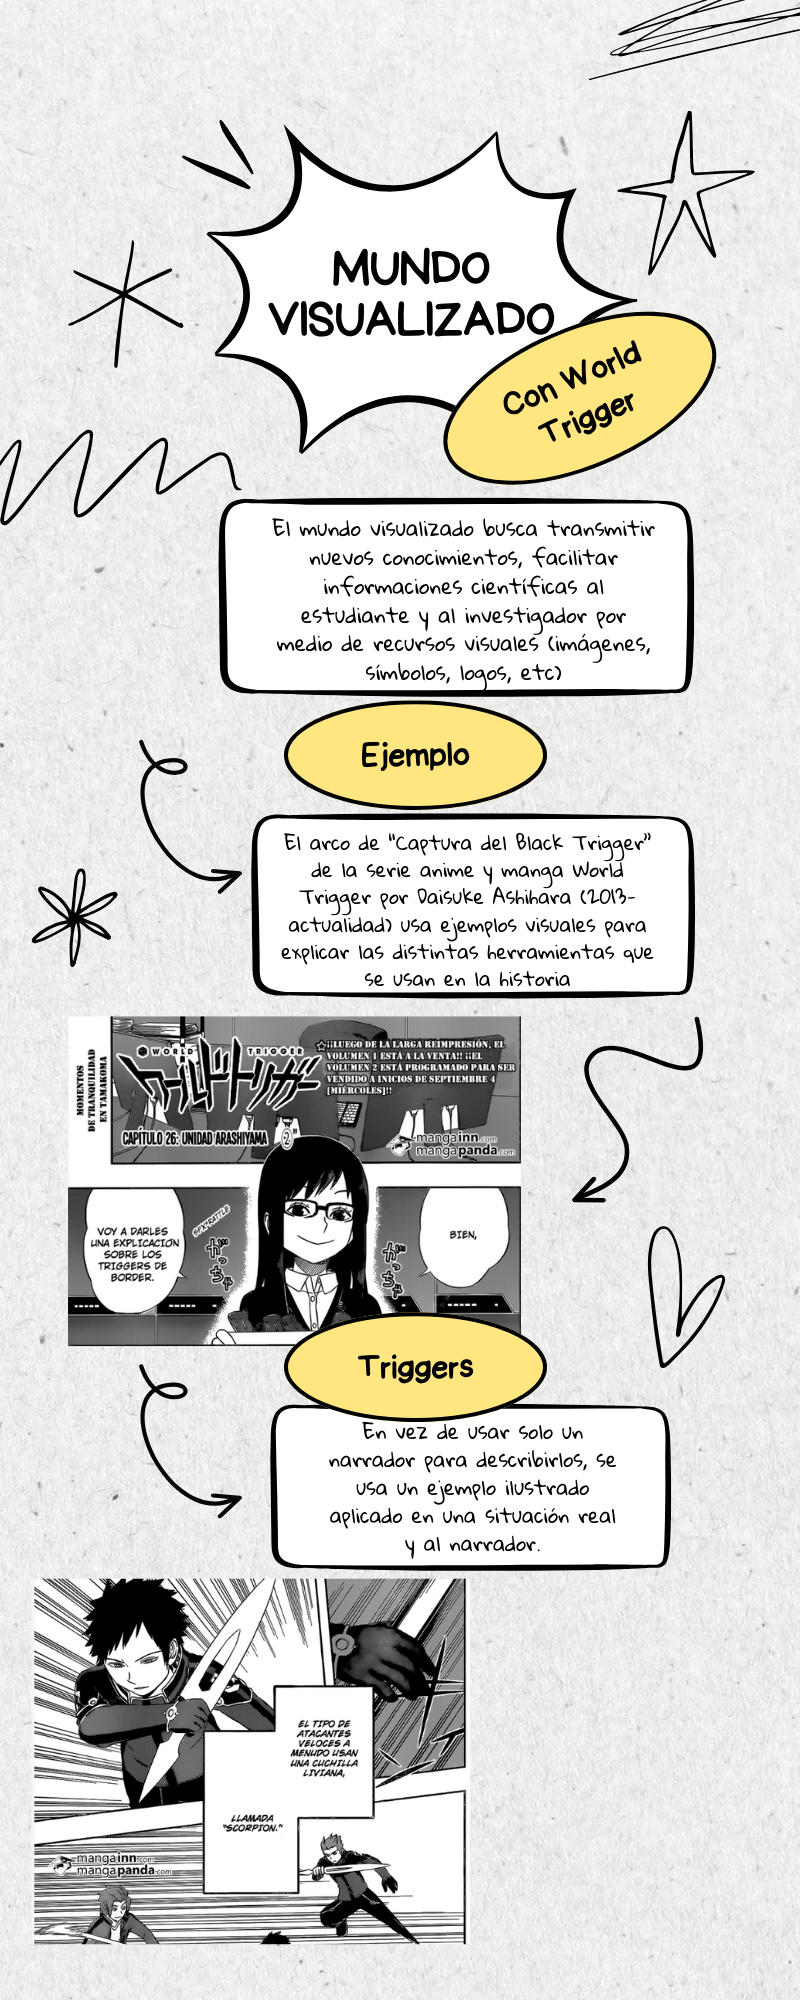 MUNDO
VISUALIZADO
Con World
Trigger
El mundo visualizado busca transmitir
nuevos conocimientos, facilitar
informaciones científicas al
estudiante y al investigador por
medio de recursos visuales (imágenes,
símbolos, logos, etc)
Ejemplo
El arco de "Captura del Black Trigger"
de la serie anime y manga World
Trigger por Daisuke Ashihara (2013-
actualidad) usa ejemplos visuales para
explicar las distintas herramientas que
se usan en la historia
MOMENTOS
DE TRANQUILIDAD
EN TAMAKOMA
WORLD TRIGGER
ワールドトリガー
¡¡LUEGO DE LA LARGA REIMPRESIÓN, EL
VOLUMEN 1 ESTÁ A LA VENTA!! ¡¡EL
VOLUMEN 2 ESTÁ PROGRAMADO PARA SER
VENDIDO A INICIOS DE SEPTIEMBRE 4
[MIÉRCOLES]!!
CAPÍTULO 26: UNIDAD ARASHIYAMA 2"
mangainn.com
mangapanda.com
VOY A DARLES
UNA EXPLICACIÓN
SOBRE LOS
TRIGGERS DE
BORDER.
SFX*RATTLE
がっちゃ
BIEN,
がっちゃ
Triggers
En vez de usar solo un
narrador para describirlos, se
usa un ejemplo ilustrado
aplicado en una situación real
y al narrador.
EL TIPO DE
ATACANTES
VELOCES A
MENUDO USAN
UNA CUCHILLA
LIVIANA,
LLAMADA
"SCORPION."
mangainn.com
mangapanda.com